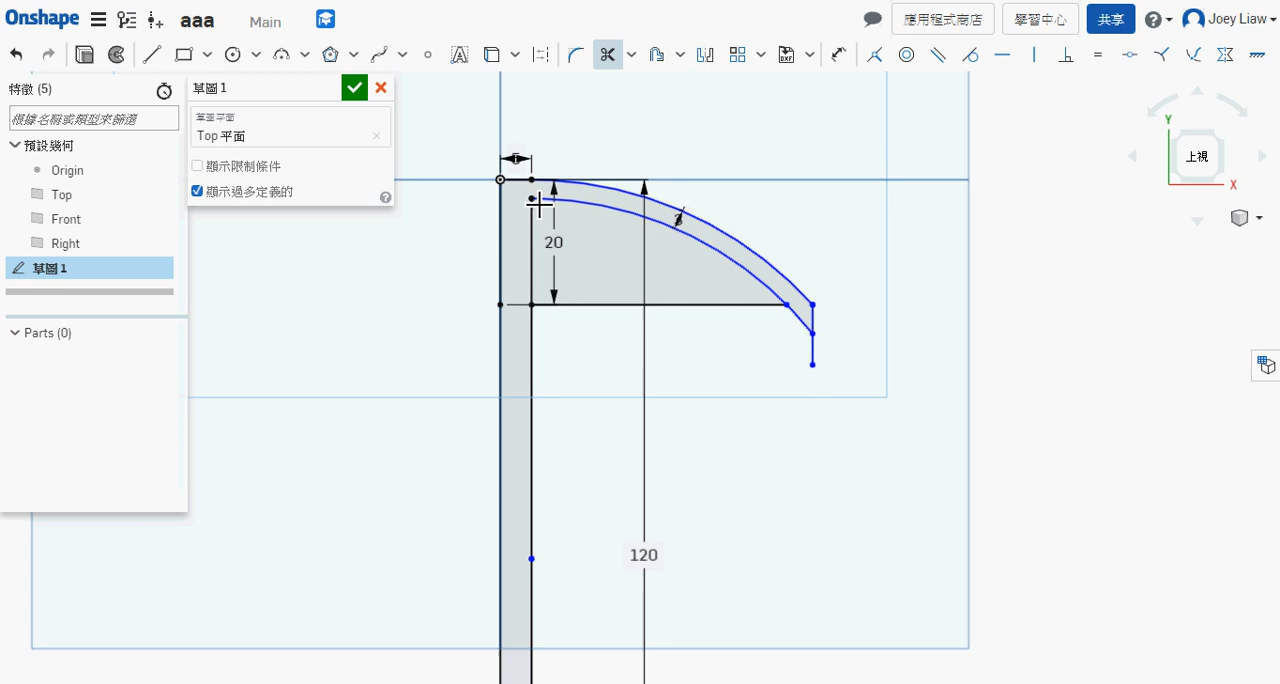 Onshape aaa Main 應用程式商店 學習中心 共享 Joey Liaw
特徵 (5)
草圖 1
根據名稱或類型來篩選
草圖平面
Top 平面
預設幾何
顯示限制條件
Origin
顯示過多定義的
Top
Front
Right
草圖 1
Parts (0)
20
3
120
Y
上視
X